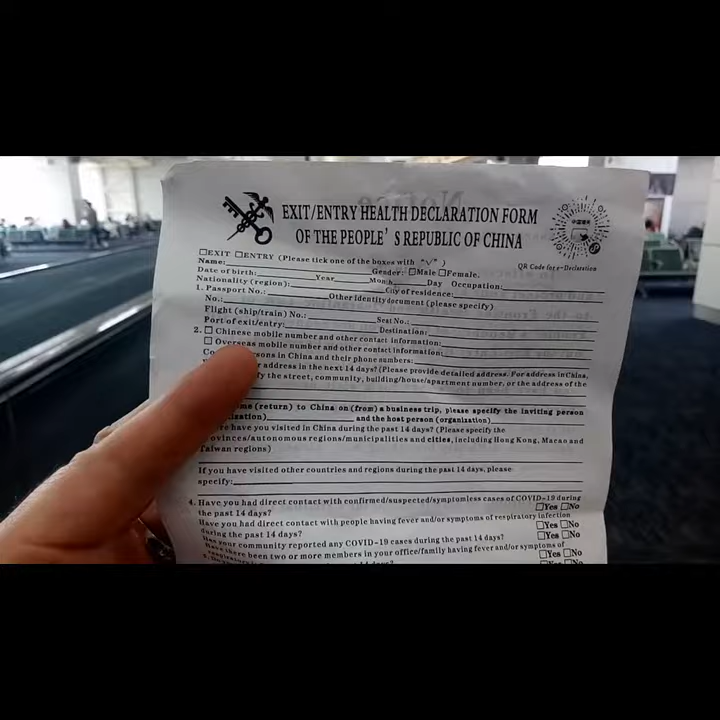 EXIT/ENTRY HEALTH DECLARATION FORM
OF THE PEOPLE'S REPUBLIC OF CHINA
QR Code for e-Declaration
□EXIT □ENTRY (Please tick one of the boxes with "√")
Name: Gender: □Male □Female.
Date of birth: Year Month Day Occupation:
Nationality (region): City of residence:
1. Passport No.: Other Identity document (please specify)
No.:
Flight (ship/train) No.: Seat No.:
Port of exit/entry: Destination:
2. □ Chinese mobile number and other contact information:
□ Overseas mobile number and other contact information:
persons in China and their phone numbers:
address in the next 14 days? (Please provide detailed address. For address in China,
the street, community, building/house/apartment number, or the address of the
(return) to China on (from) a business trip, please specify the inviting person
and the host person (organization)
have you visited in China during the past 14 days? (Please specify the
provinces/autonomous regions/municipalities and cities, including Hong Kong, Macao and
Taiwan regions)
If you have visited other countries and regions during the past 14 days, please
specify:
4. Have you had direct contact with confirmed/suspected/symptomless cases of COVID-19 during
the past 14 days? □Yes □No
Have you had direct contact with people having fever and/or symptoms of respiratory infection
during the past 14 days? □Yes □No
Has your community reported any COVID-19 cases during the past 14 days? □Yes □No
Have there been two or more members in your office/family having fever and/or symptoms of
□Yes □No